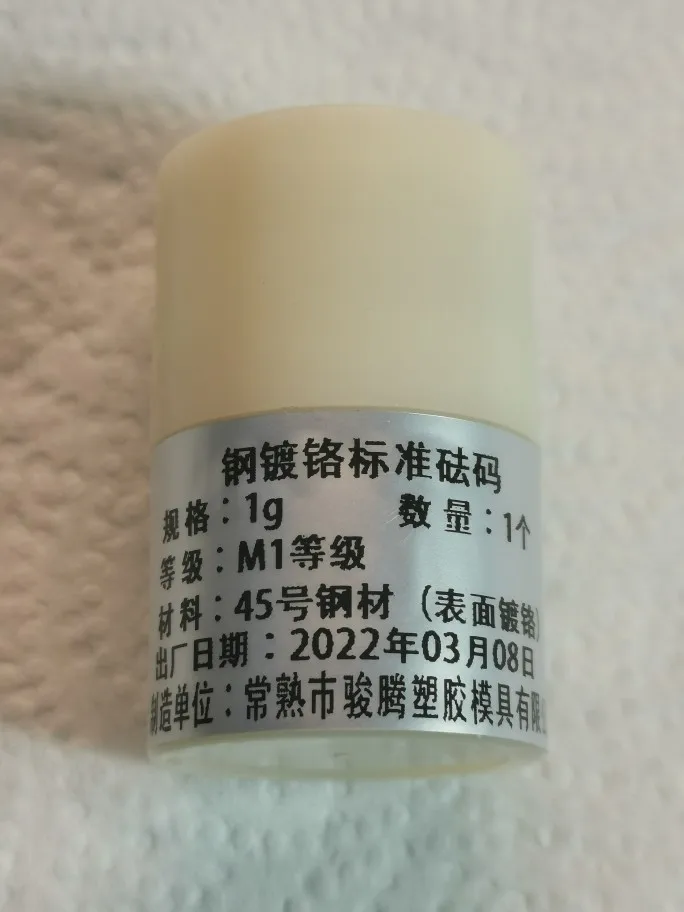 钢镀铬标准砝码
规格：1g 数量：1个
等级：M1等级
材料：45号钢材（表面镀铬）
出厂日期：2022年03月08日
制造单位：常熟市骏腾塑胶模具有限